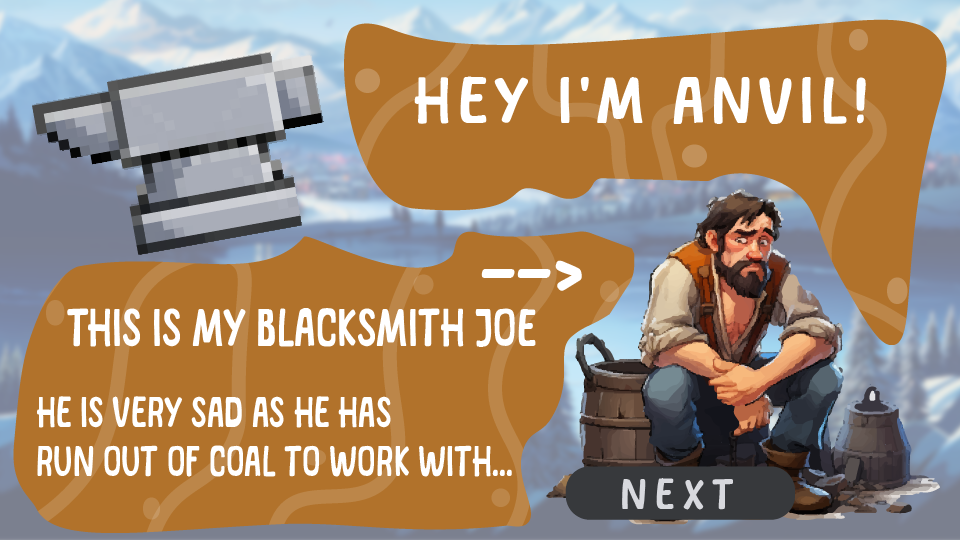 HEY I'M ANVIL!
-->
THIS IS MY BLACKSMITH JOE
HE IS VERY SAD AS HE HAS
RUN OUT OF COAL TO WORK WITH...
NEXT